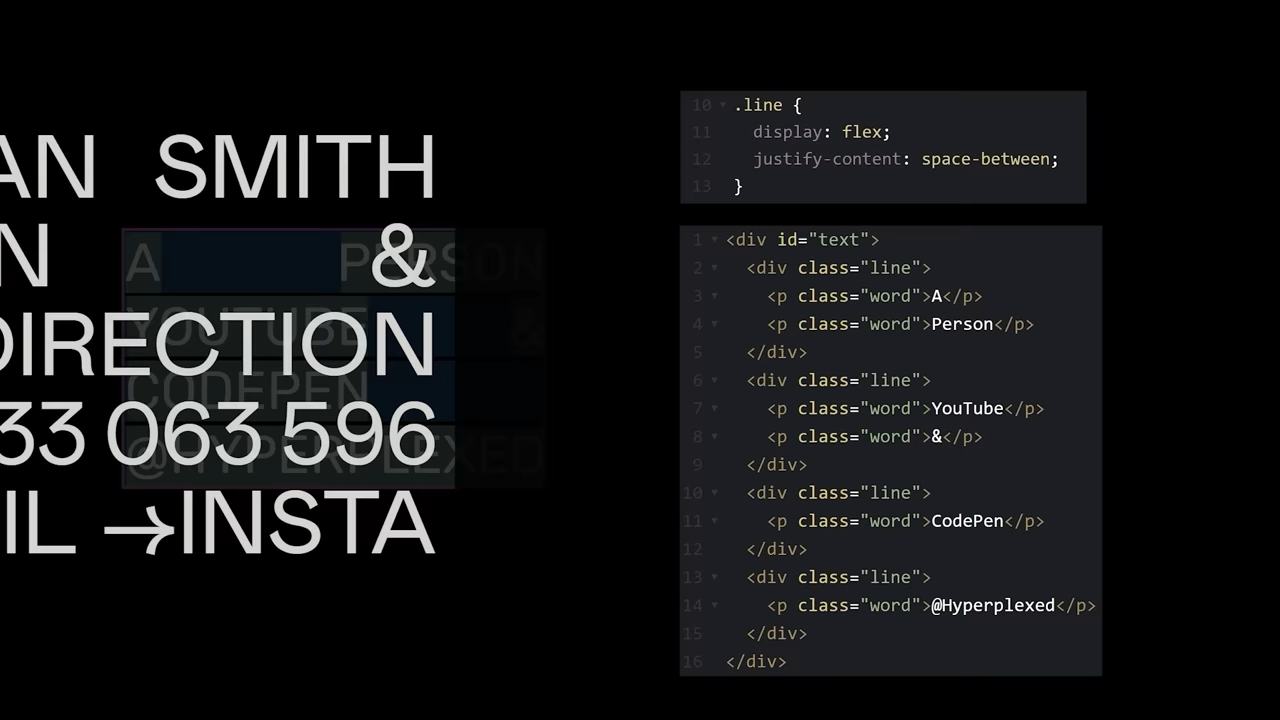 AN SMITH
N &
DIRECTION
33 063 596
IL →INSTA
A PERSON
YOUTUBE &
CODEPEN
@HYPERPLEXED
10 .line {
11 display: flex;
12 justify-content: space-between;
13 }
1 <div id="text">
2 <div class="line">
3 <p class="word">A</p>
4 <p class="word">Person</p>
5 </div>
6 <div class="line">
7 <p class="word">YouTube</p>
8 <p class="word">&</p>
9 </div>
10 <div class="line">
11 <p class="word">CodePen</p>
12 </div>
13 <div class="line">
14 <p class="word">@Hyperplexed</p>
15 </div>
16 </div>